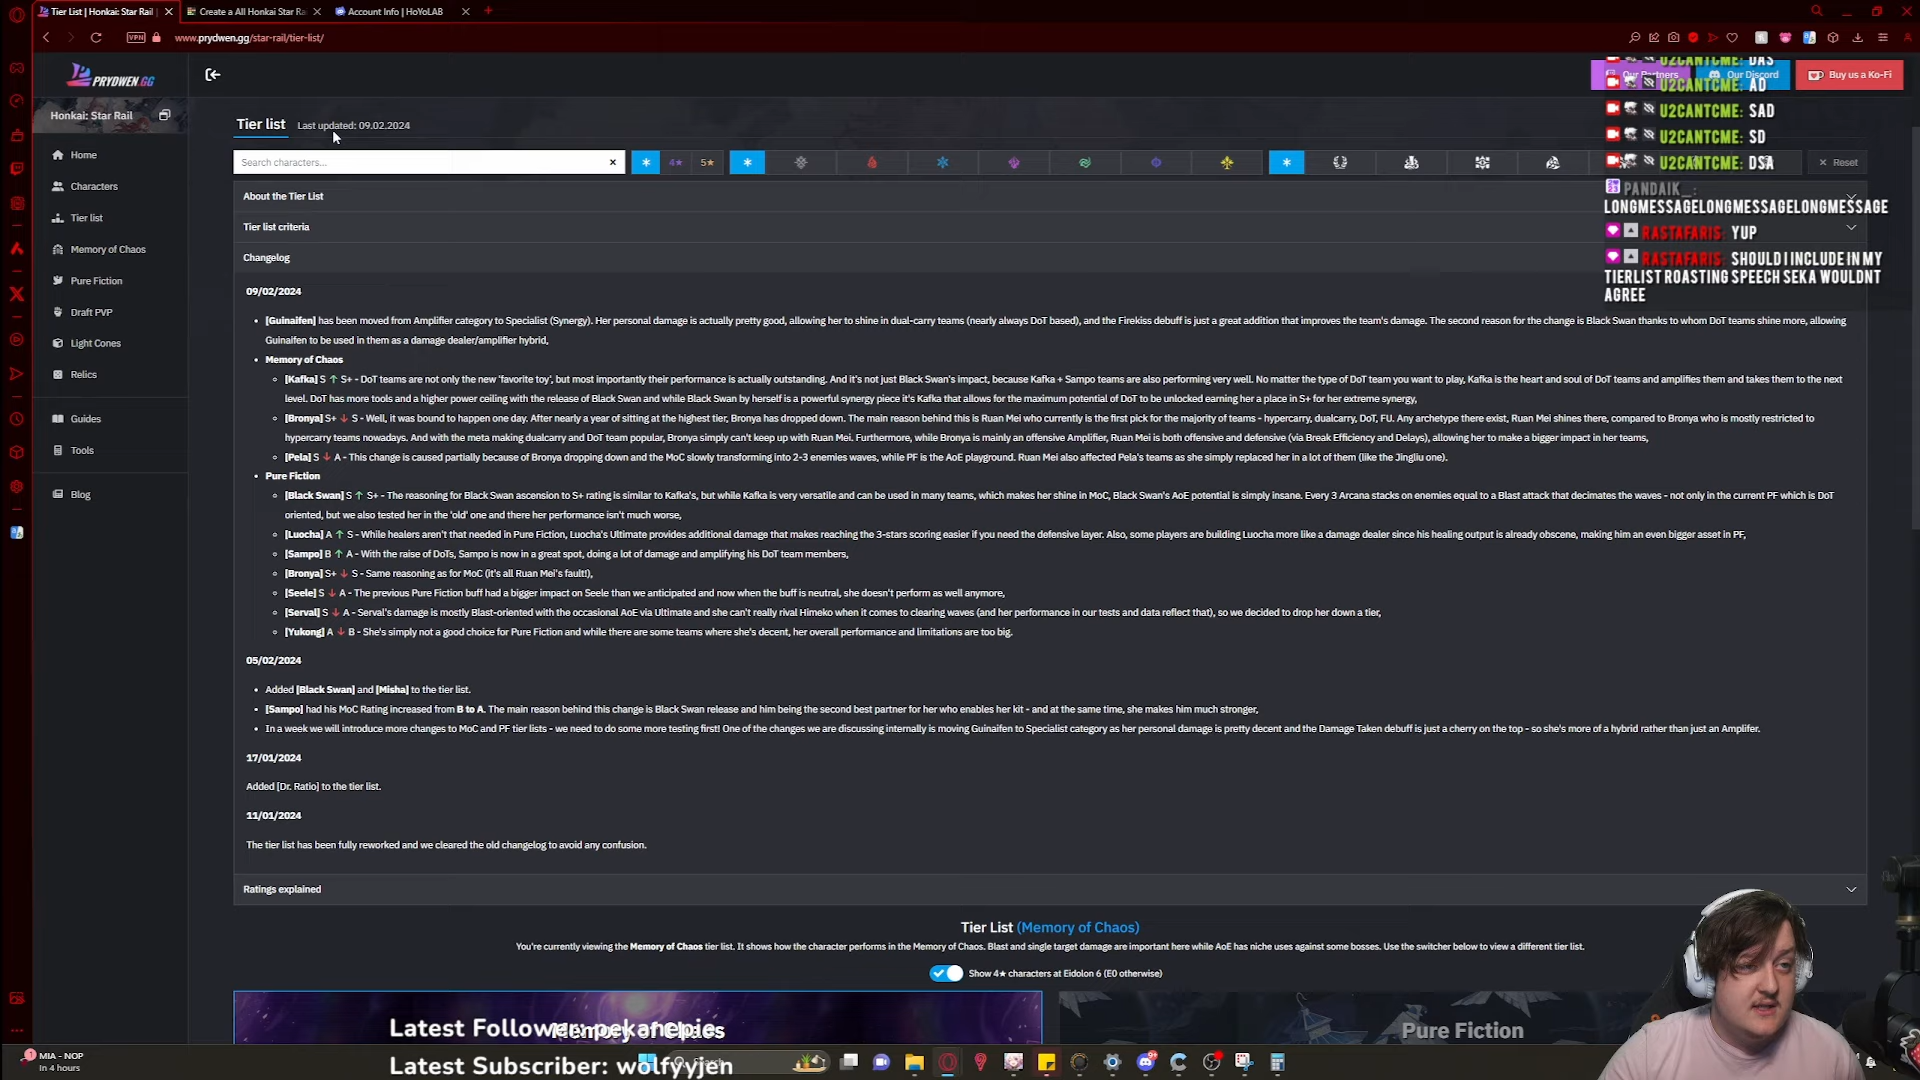 Tier List | Honkai: Star Rail
Create a All Honkai Star Ra
Account Info | HoYoLAB
VPN
www.prydwen.gg/star-rail/tier-list/
PRYDWEN.GG
Our Partners
Our Discord
Buy us a Ko-Fi
Honkai: Star Rail
Home
Characters
Tier list
Memory of Chaos
Pure Fiction
Draft PVP
Light Cones
Relics
Guides
Tools
Blog
Tier list
Last updated: 09.02.2024
Search characters...
4★
5★
Reset
About the Tier List
Tier list criteria
Changelog
U2CANTCME: DAS
U2CANTCME: AD
U2CANTCME: SAD
U2CANTCME: SD
U2CANTCME: DSA
PANDAIK_:
LONGMESSAGELONGMESSAGELONGMESSAGE
RASTAFARIS: YUP
RASTAFARIS: SHOULD I INCLUDE IN MY
TIERLIST ROASTING SPEECH SEKA WOULDNT
AGREE
09/02/2024
[Guinaifen] has been moved from Amplifier category to Specialist (Synergy). Her personal damage is actually pretty good, allowing her to shine in dual-carry teams (nearly always DoT based), and the Firekiss debuff is just a great addition that improves the team's damage. The second reason for the change is Black Swan thanks to whom DoT teams shine more, allowing
Guinaifen to be used in them as a damage dealer/amplifier hybrid,
Memory of Chaos
[Kafka] S ↑ S+ - DoT teams are not only the new 'favorite toy', but most importantly their performance is actually outstanding. And it's not just Black Swan's impact, because Kafka + Sampo teams are also performing very well. No matter the type of DoT team you want to play, Kafka is the heart and soul of DoT teams and amplifies them and takes them to the next
level. DoT has more tools and a higher power ceiling with the release of Black Swan and while Black Swan by herself is a powerful synergy piece it's Kafka that allows for the maximum potential of DoT to be unlocked earning her a place in S+ for her extreme synergy,
[Bronya] S+ ↓ S - Well, it was bound to happen one day. After nearly a year of sitting at the highest tier, Bronya has dropped down. The main reason behind this is Ruan Mei who currently is the first pick for the majority of teams - hypercarry, dualcarry, DoT, FU. Any archetype there exist, Ruan Mei shines there, compared to Bronya who is mostly restricted to
hypercarry teams nowadays. And with the meta making dualcarry and DoT team popular, Bronya simply can't keep up with Ruan Mei. Furthermore, while Bronya is mainly an offensive Amplifier, Ruan Mei is both offensive and defensive (via Break Efficiency and Delays), allowing her to make a bigger impact in her teams,
[Pela] S ↓ A - This change is caused partially because of Bronya dropping down and the MoC slowly transforming into 2-3 enemies waves, while PF is the AoE playground. Ruan Mei also affected Pela's teams as she simply replaced her in a lot of them (like the Jingliu one).
Pure Fiction
[Black Swan] S ↑ S+ - The reasoning for Black Swan ascension to S+ rating is similar to Kafka's, but while Kafka is very versatile and can be used in many teams, which makes her shine in MoC, Black Swan's AoE potential is simply insane. Every 3 Arcana stacks on enemies equal to a Blast attack that decimates the waves - not only in the current PF which is DoT
oriented, but we also tested her in the 'old' one and there her performance isn't much worse,
[Luocha] A ↑ S - While healers aren't that needed in Pure Fiction, Luocha's Ultimate provides additional damage that makes reaching the 3-stars scoring easier if you need the defensive layer. Also, some players are building Luocha more like a damage dealer since his healing output is already obscene, making him an even bigger asset in PF,
[Sampo] B ↑ A - With the raise of DoTs, Sampo is now in a great spot, doing a lot of damage and amplifying his DoT team members,
[Bronya] S+ ↓ S - Same reasoning as for MoC (it's all Ruan Mei's fault!),
[Seele] S ↓ A - The previous Pure Fiction buff had a bigger impact on Seele than we anticipated and now when the buff is neutral, she doesn't perform as well anymore,
[Serval] S ↓ A - Serval's damage is mostly Blast-oriented with the occasional AoE via Ultimate and she can't really rival Himeko when it comes to clearing waves (and her performance in our tests and data reflect that), so we decided to drop her down a tier,
[Yukong] A ↓ B - She's simply not a good choice for Pure Fiction and while there are some teams where she's decent, her overall performance and limitations are too big.
05/02/2024
Added [Black Swan] and [Misha] to the tier list.
[Sampo] had his MoC Rating increased from B to A. The main reason behind this change is Black Swan release and him being the second best partner for her who enables her kit - and at the same time, she makes him much stronger,
In a week we will introduce more changes to MoC and PF tier lists - we need to do some more testing first! One of the changes we are discussing internally is moving Guinaifen to Specialist category as her personal damage is pretty decent and the Damage Taken debuff is just a cherry on the top - so she's more of a hybrid rather than just an Amplifer.
17/01/2024
Added [Dr. Ratio] to the tier list.
11/01/2024
The tier list has been fully reworked and we cleared the old changelog to avoid any confusion.
Ratings explained
Tier List (Memory of Chaos)
You're currently viewing the Memory of Chaos tier list. It shows how the character performs in the Memory of Chaos. Blast and single target damage are important here while AoE has niche uses against some bosses. Use the switcher below to view a different tier list.
Show 4★ characters at Eidolon 6 (E0 otherwise)
Memory of Chaos
Pure Fiction
Latest Follower: pekanepie
Latest Subscriber: wolfyyjen
MIA - NOP
In 4 hours
Search